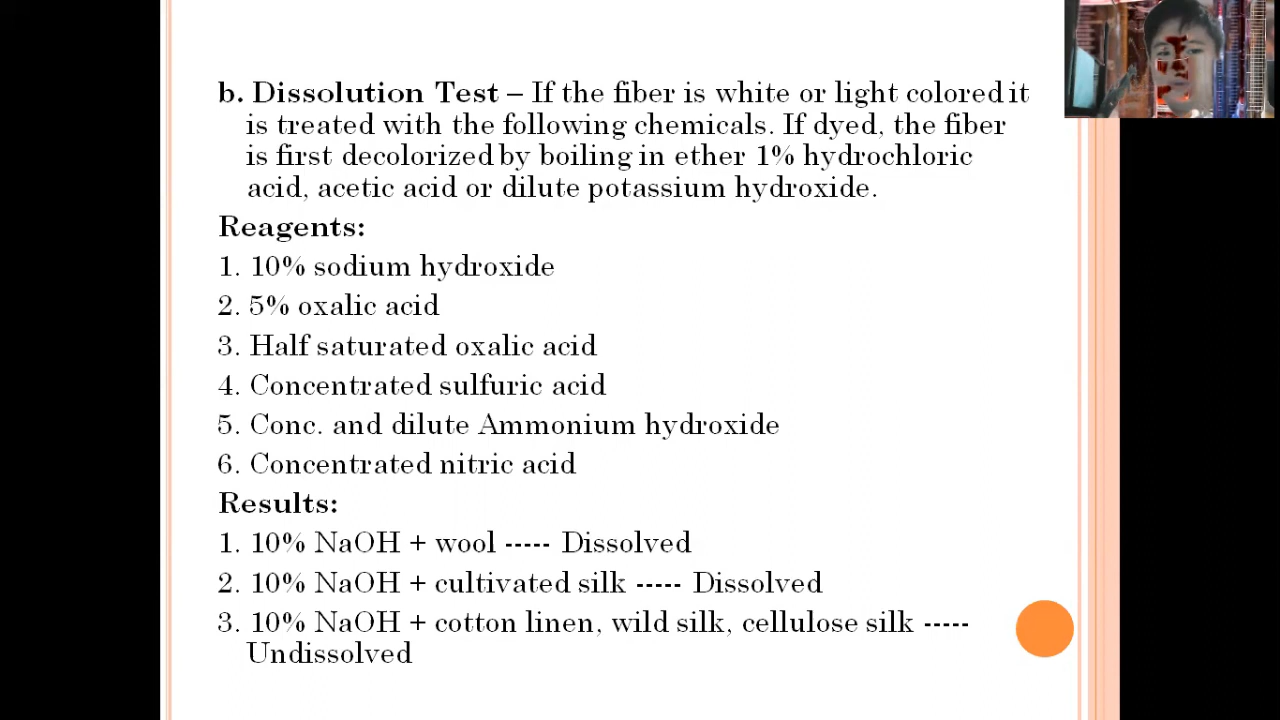 b. Dissolution Test – If the fiber is white or light colored it
is treated with the following chemicals. If dyed, the fiber
is first decolorized by boiling in ether 1% hydrochloric
acid, acetic acid or dilute potassium hydroxide.
Reagents:
1. 10% sodium hydroxide
2. 5% oxalic acid
3. Half saturated oxalic acid
4. Concentrated sulfuric acid
5. Conc. and dilute Ammonium hydroxide
6. Concentrated nitric acid
Results:
1. 10% NaOH + wool ----- Dissolved
2. 10% NaOH + cultivated silk ----- Dissolved
3. 10% NaOH + cotton linen, wild silk, cellulose silk -----
Undissolved